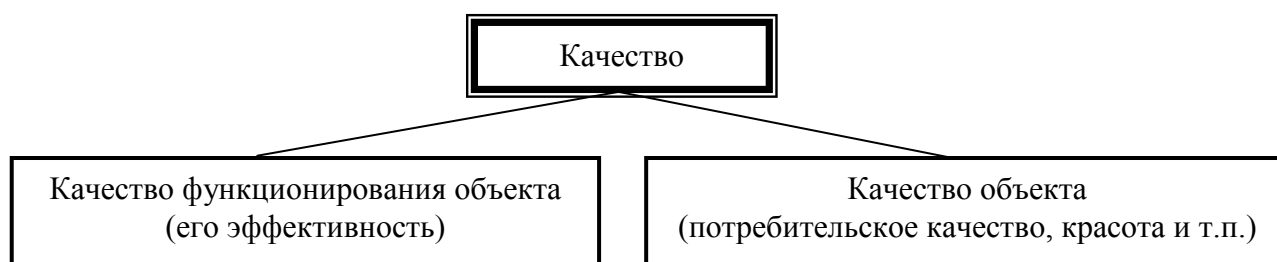 Качество
Качество функционирования объекта
(его эффективность)
Качество объекта
(потребительское качество, красота и т.п.)